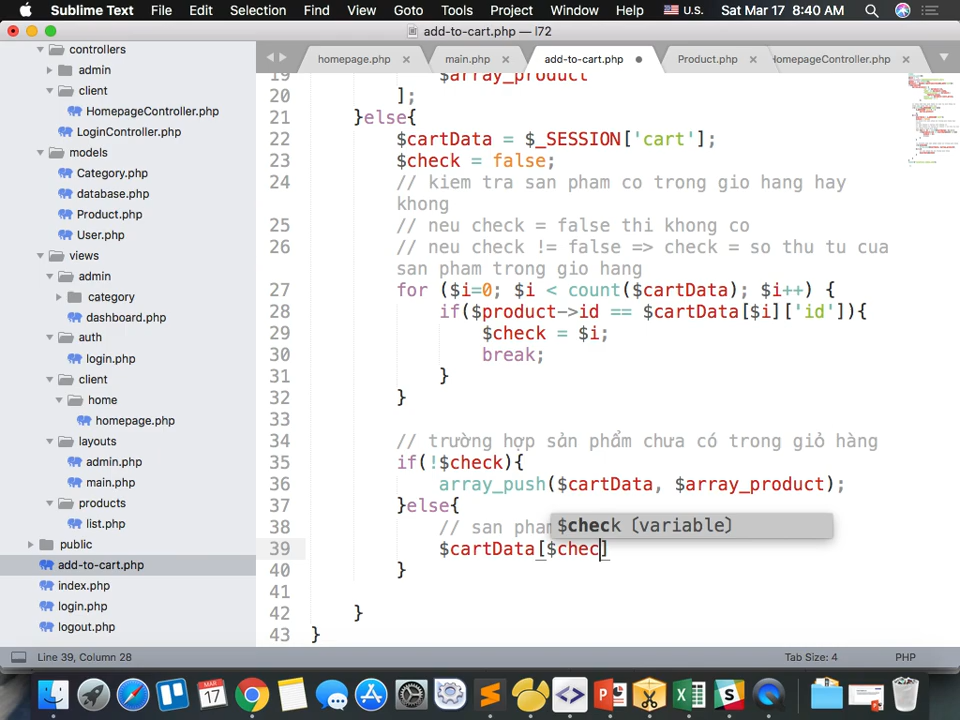 Sublime Text File Edit Selection Find View Goto Tools Project Window Help U.S. Sat Mar 17 8:40 AM
add-to-cart.php — l72
controllers
admin
client
HomepageController.php
LoginController.php
models
Category.php
database.php
Product.php
User.php
views
admin
category
dashboard.php
auth
login.php
client
home
homepage.php
layouts
admin.php
main.php
products
list.php
public
add-to-cart.php
index.php
login.php
logout.php
homepage.php × main.php × add-to-cart.php Product.php × HomepageController.php ×
19 $array_product
20 ];
21 }else{
22 $cartData = $_SESSION['cart'];
23 $check = false;
24 // kiem tra san pham co trong gio hang hay
khong
25 // neu check = false thi khong co
26 // neu check != false => check = so thu tu cua
san pham trong gio hang
27 for ($i=0; $i < count($cartData); $i++) {
28 if($product->id == $cartData[$i]['id']){
29 $check = $i;
30 break;
31 }
32 }
33
34 // trường hợp sản phẩm chưa có trong giỏ hàng
35 if(!$check){
36 array_push($cartData, $array_product);
37 }else{
38 // san pham
$check (variable)
39 $cartData[$chec]
40 }
41
42 }
43 }
Line 39, Column 28 Tab Size: 4 PHP
17